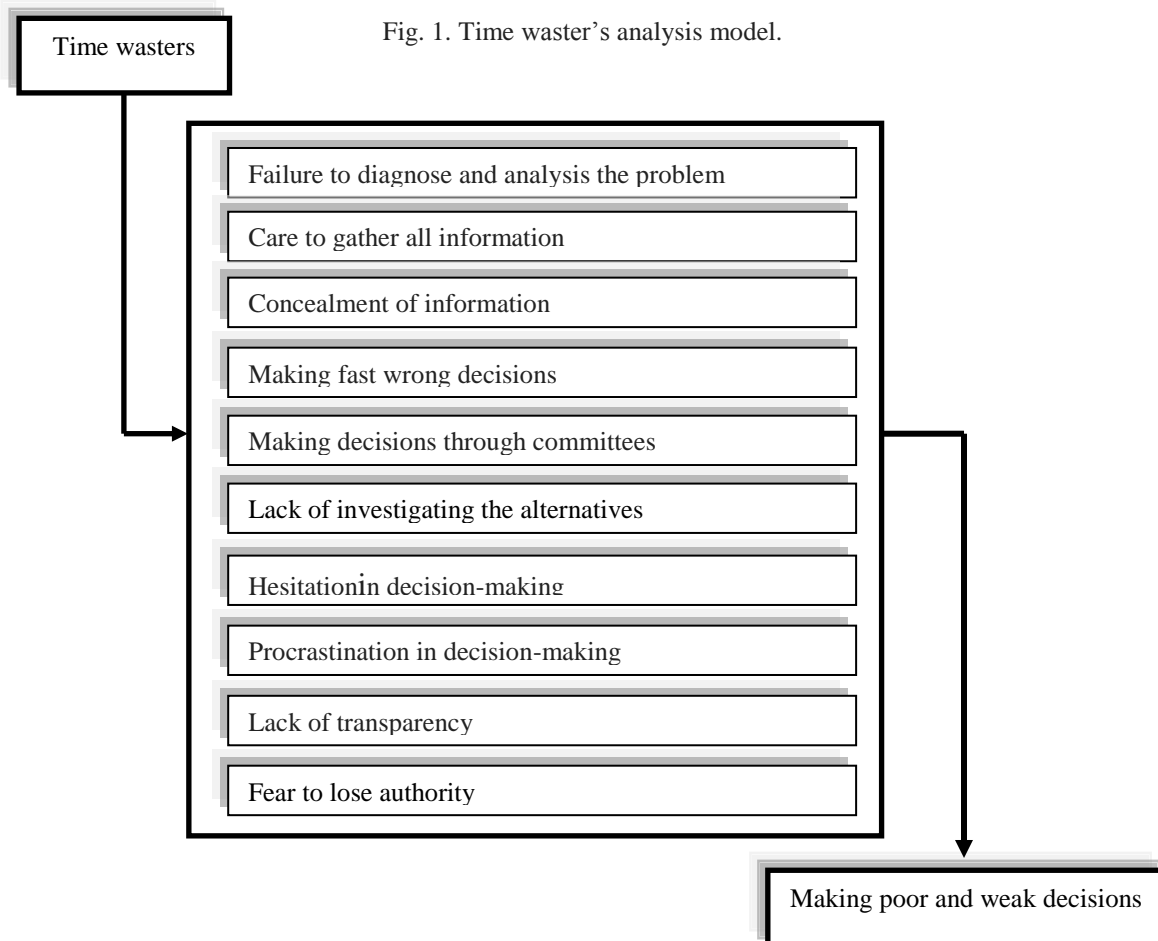 Fig. 1. Time waster’s analysis model.
Time wasters
Failure to diagnose and analysis the problem
Care to gather all information
Concealment of information
Making fast wrong decisions
Making decisions through committees
Lack of investigating the alternatives
Hesitationin decision-making
Procrastination in decision-making
Lack of transparency
Fear to lose authority
Making poor and weak decisions